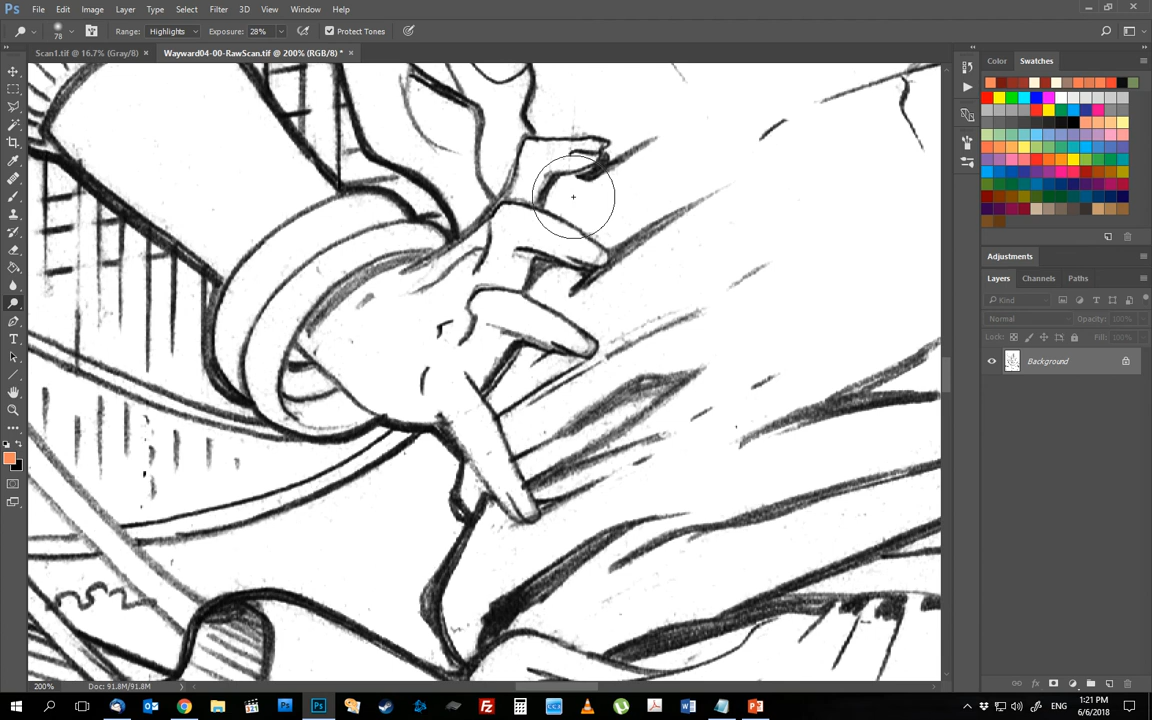 Ps File Edit Image Layer Type Select Filter 3D View Window Help
78 Range: Highlights Exposure: 28% Protect Tones
Scan1.tif @ 16.7% (Gray/8) × Wayward04-00-RawScan.tif @ 200% (RGB/8) * ×
Color Swatches
Adjustments
Layers Channels Paths
Kind
Normal Opacity: 100%
Lock: Fill: 100%
Background
200% Doc: 91.8M/91.8M
ENG 1:21 PM
6/6/2018